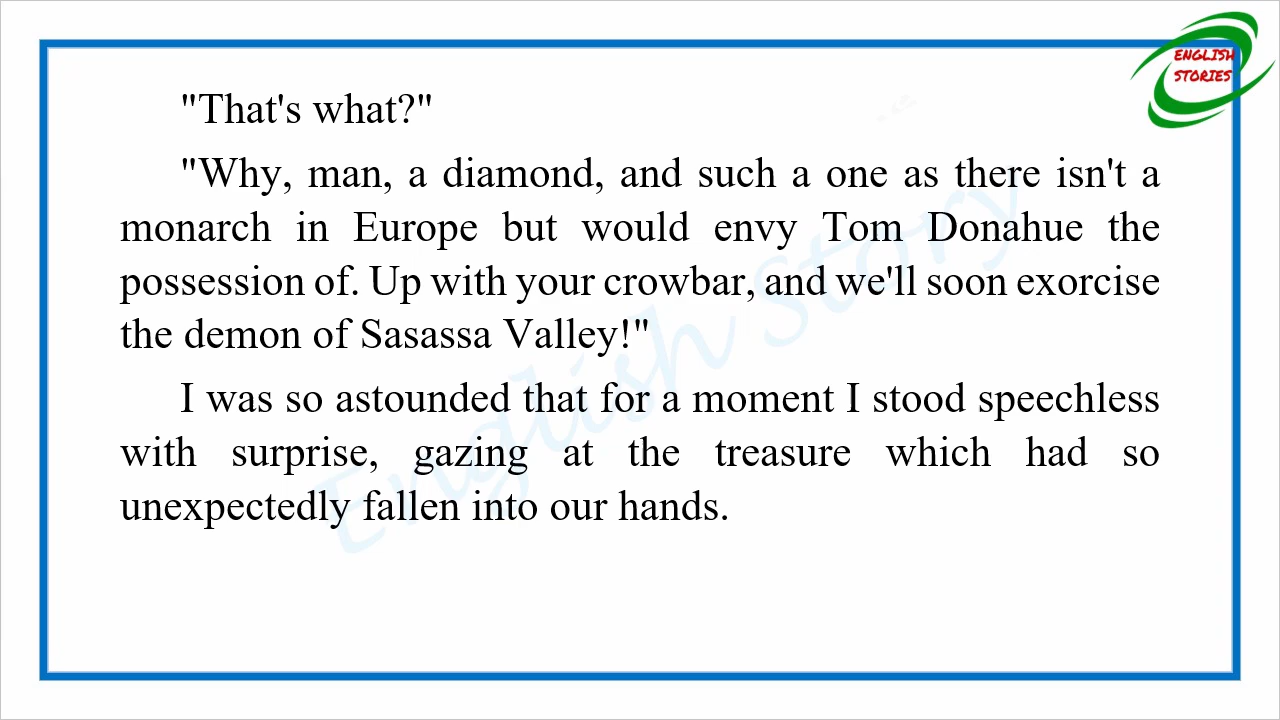 ENGLISH
STORIES
"That's what?"
"Why, man, a diamond, and such a one as there isn't a
monarch in Europe but would envy Tom Donahue the
possession of. Up with your crowbar, and we'll soon exorcise
the demon of Sasassa Valley!"
I was so astounded that for a moment I stood speechless
with surprise, gazing at the treasure which had so
unexpectedly fallen into our hands.
English Story